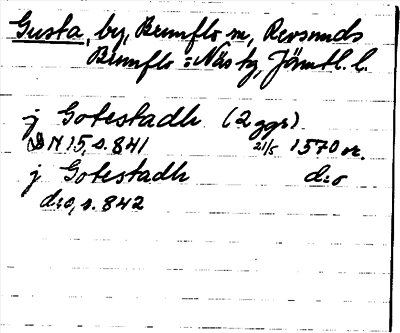 Gusta, by, Brunflo sn, Revsunds
Brunflo o Näs tg, Jämtl. l.
j Gotestadh (2 ggr)
N 15, s. 841 21/5 1570 or.
j Gotestadh d:o
d:o, s. 842